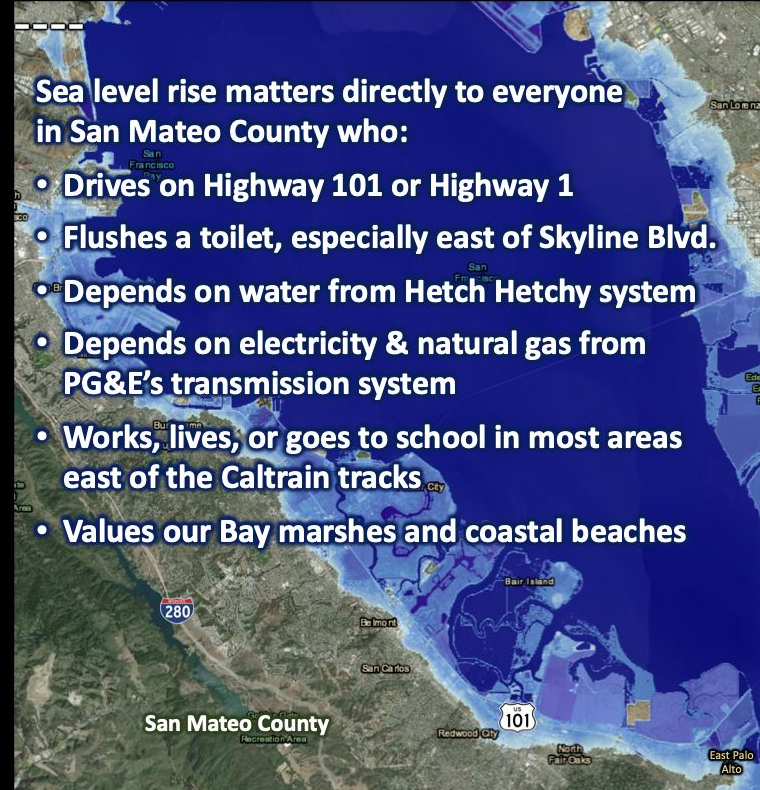 Sea level rise matters directly to everyone
in San Mateo County who:
• Drives on Highway 101 or Highway 1
• Flushes a toilet, especially east of Skyline Blvd.
• Depends on water from Hetch Hetchy system
• Depends on electricity & natural gas from
PG&E’s transmission system
• Works, lives, or goes to school in most areas
east of the Caltrain tracks
• Values our Bay marshes and coastal beaches
San
Francisco
Bay
San
City
Bair Island
280
Belmont
San Carlos
San Mateo County
Recreation Area
US
101
Redwood City
North
Fair Oaks
East Palo
Alto